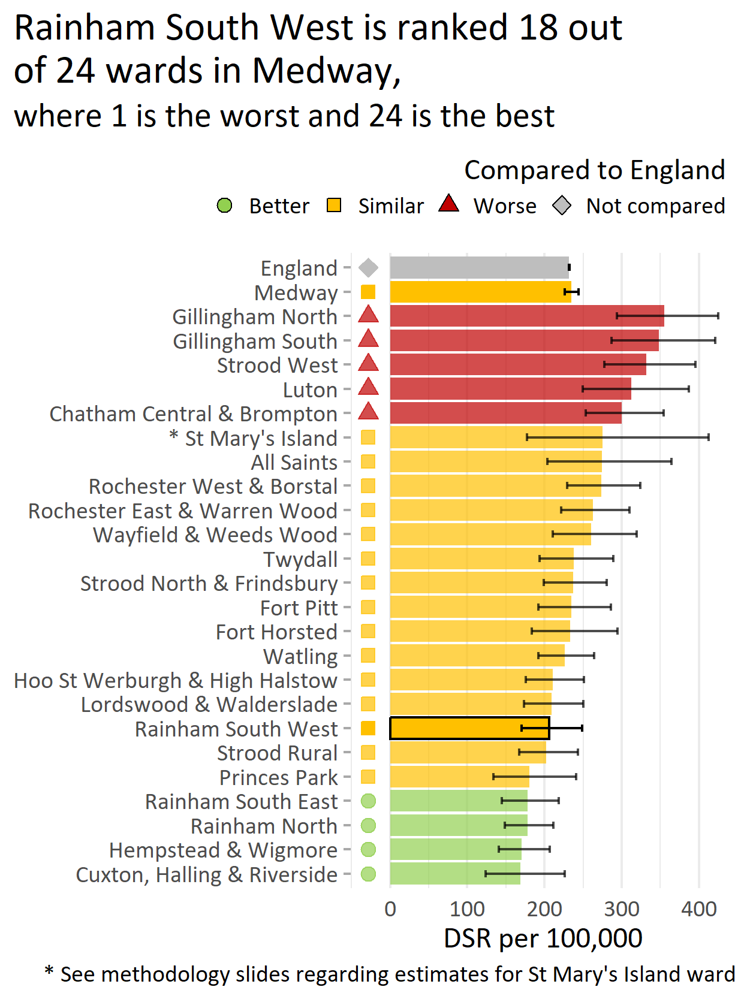 Rainham South West is ranked 18 out
of 24 wards in Medway,
where 1 is the worst and 24 is the best
Compared to England
Better Similar Worse Not compared
England
Medway
Gillingham North
Gillingham South
Strood West
Luton
Chatham Central & Brompton
* St Mary's Island
All Saints
Rochester West & Borstal
Rochester East & Warren Wood
Wayfield & Weeds Wood
Twydall
Strood North & Frindsbury
Fort Pitt
Fort Horsted
Watling
Hoo St Werburgh & High Halstow
Lordswood & Walderslade
Rainham South West
Strood Rural
Princes Park
Rainham South East
Rainham North
Hempstead & Wigmore
Cuxton, Halling & Riverside
0 100 200 300 400
DSR per 100,000
* See methodology slides regarding estimates for St Mary's Island ward